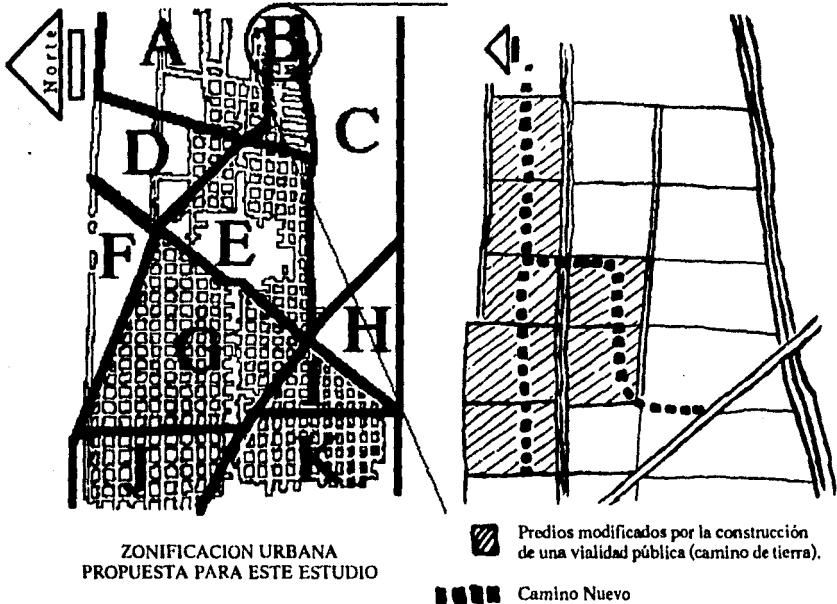 Norte
A
B
C
D
E
F
G
H
I
J
K
ZONIFICACION URBANA
PROPUESTA PARA ESTE ESTUDIO
Predios modificados por la construcción
de una vialidad pública (camino de tierra).
Camino Nuevo